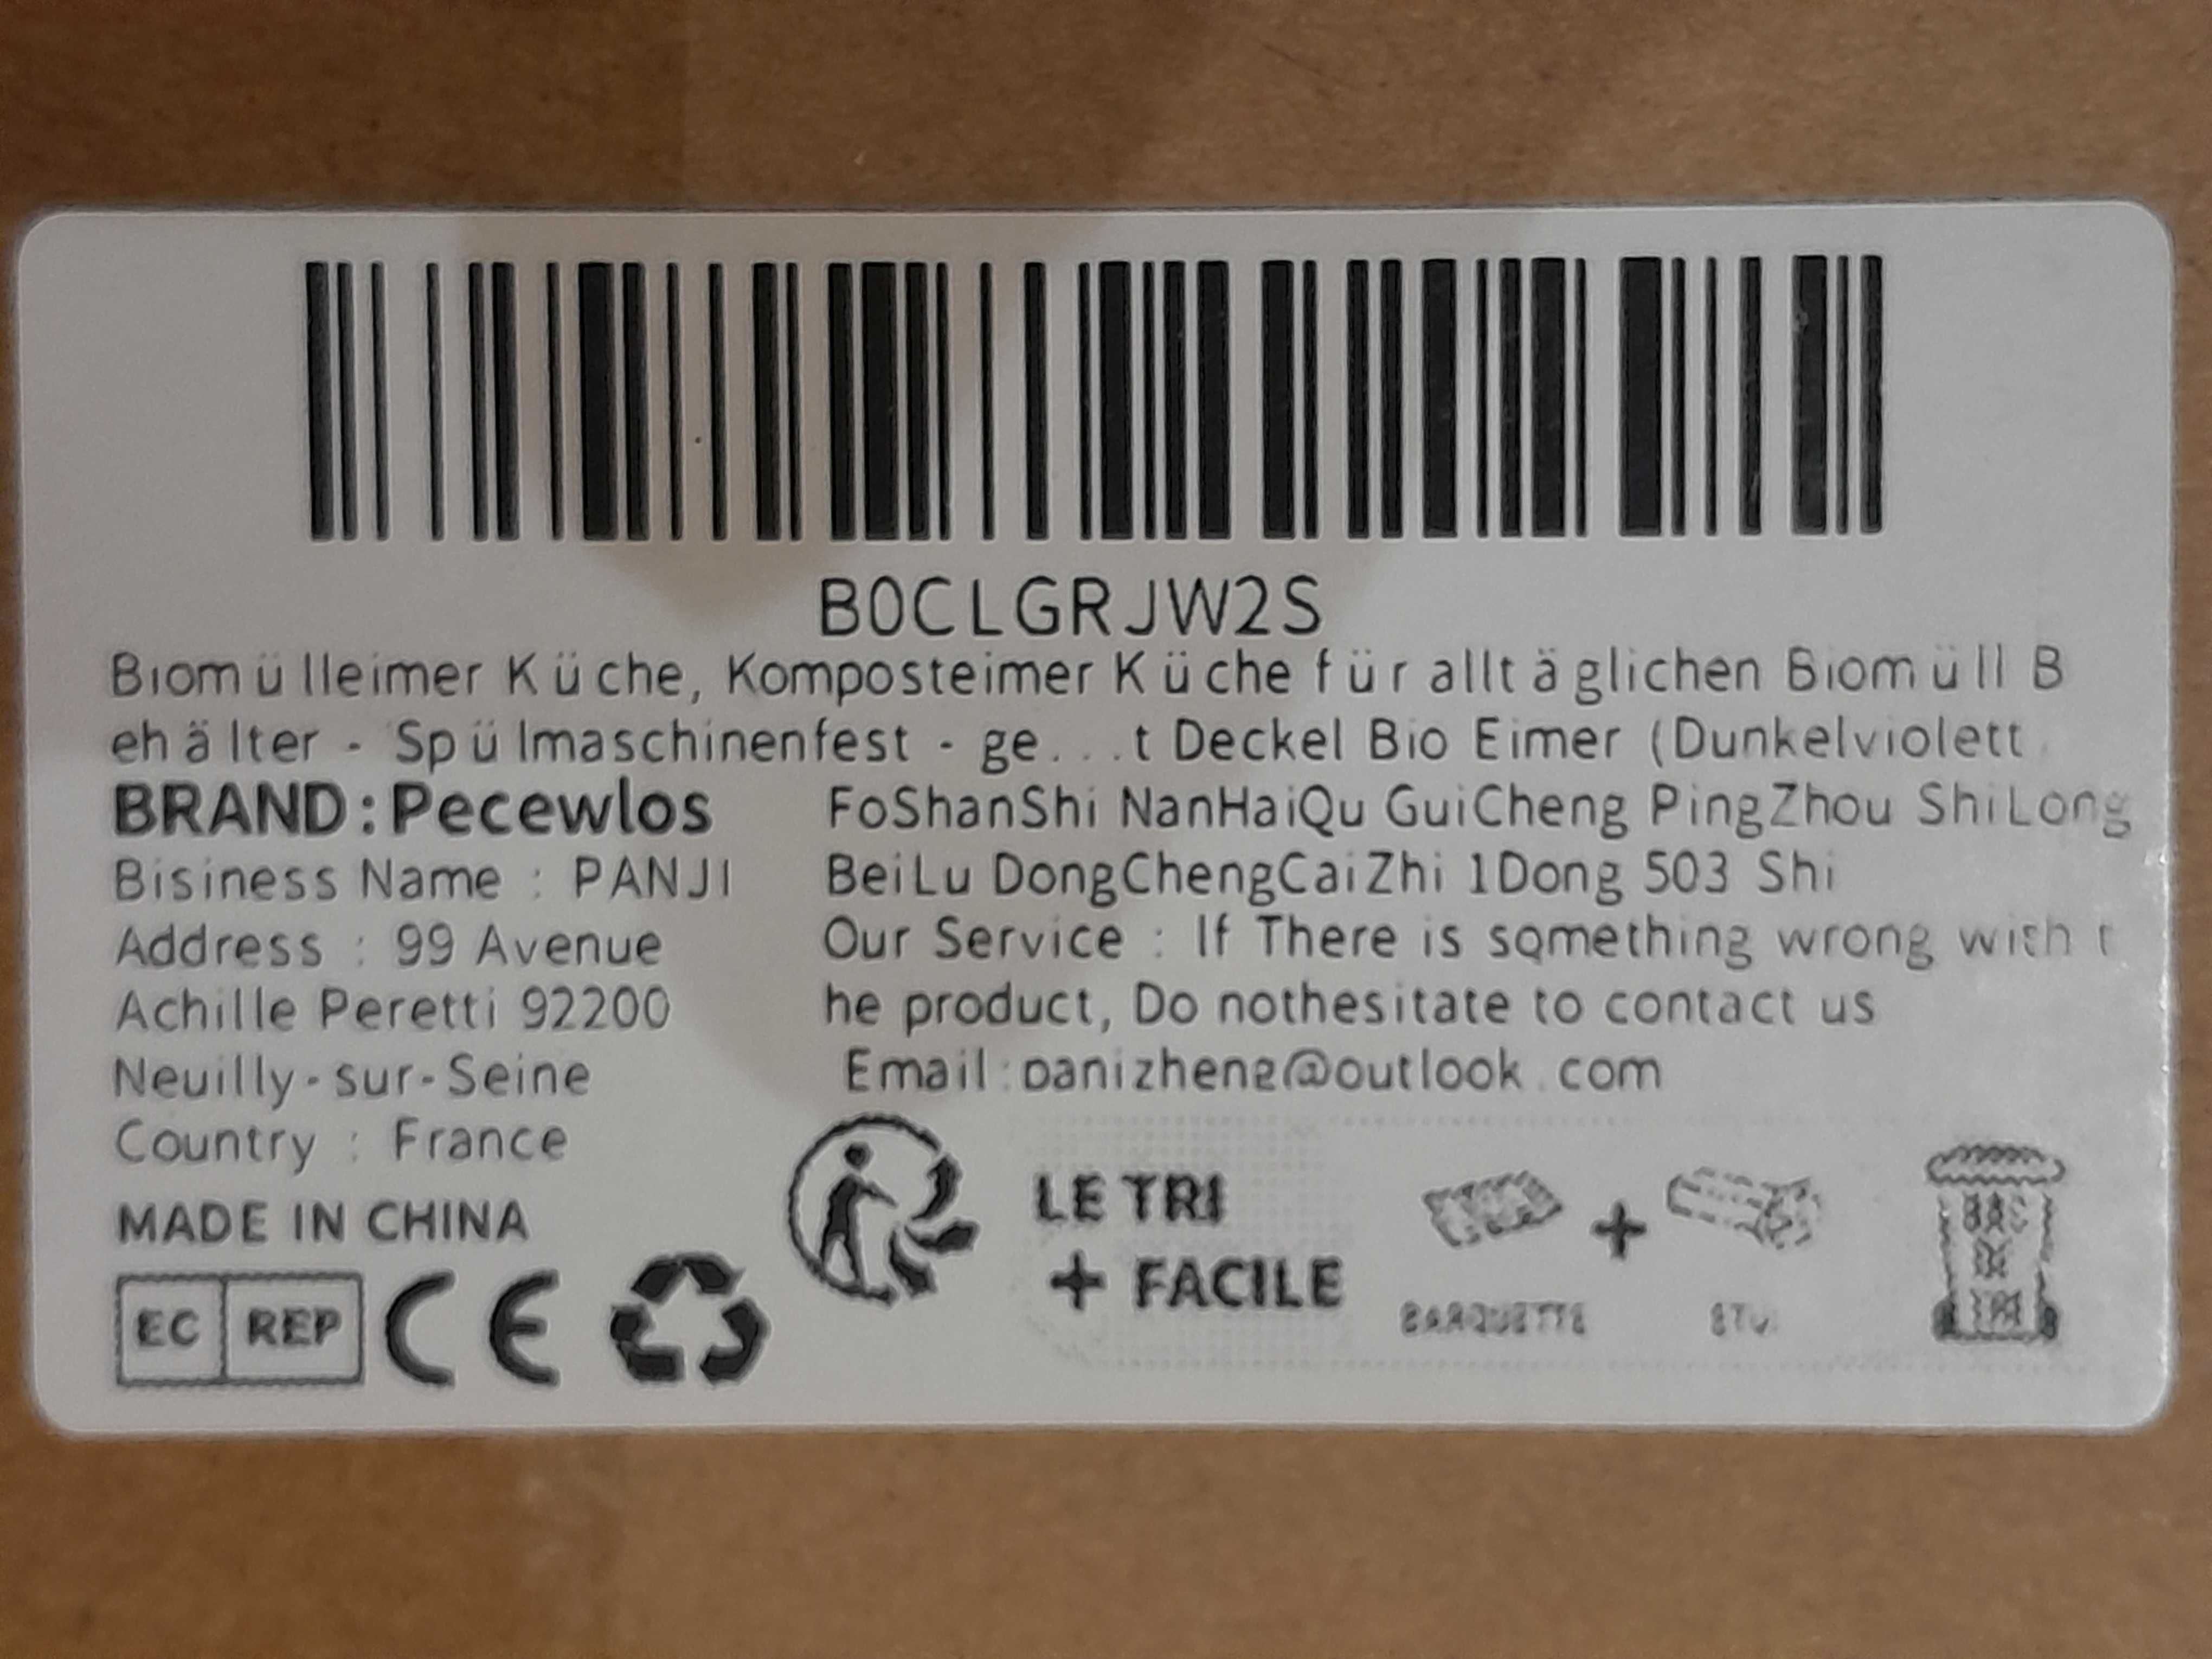 B0CLGRJW2S
Biomülleimer Küche, Komposteimer Küche für alltäglichen Biomüll B
ehälter - Spülmaschinenfest - ge...t Deckel Bio Eimer (Dunkelviolett
BRAND:Pecewlos
Bisiness Name : PANJI
Address : 99 Avenue
Achille Peretti 92200
Neuilly-sur-Seine
Country : France
MADE IN CHINA
EC REP
CE
FoShanShi NanHaiQu GuiCheng PingZhou ShiLong
BeiLu DongChengCaiZhi 1Dong 503 Shi
Our Service : If There is something wrong with t
he product, Do nothesitate to contact us
Email:
LE TRI
+ FACILE
+
BARQUETTE
BAC
DE
TRI